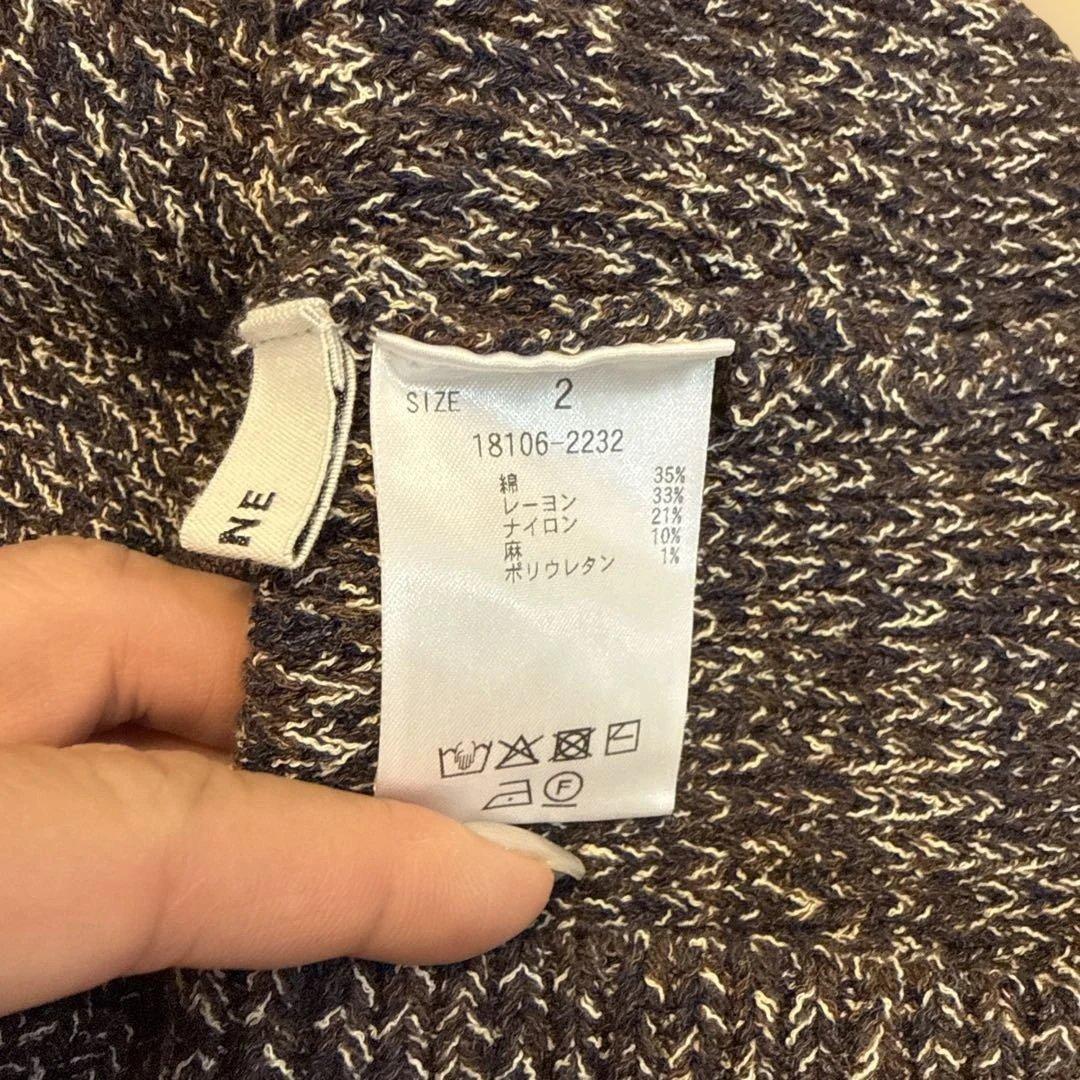 SIZE 2
18106-2232
綿 35%
レーヨン 33%
ナイロン 21%
麻 10%
ポリウレタン 1%
F
NE